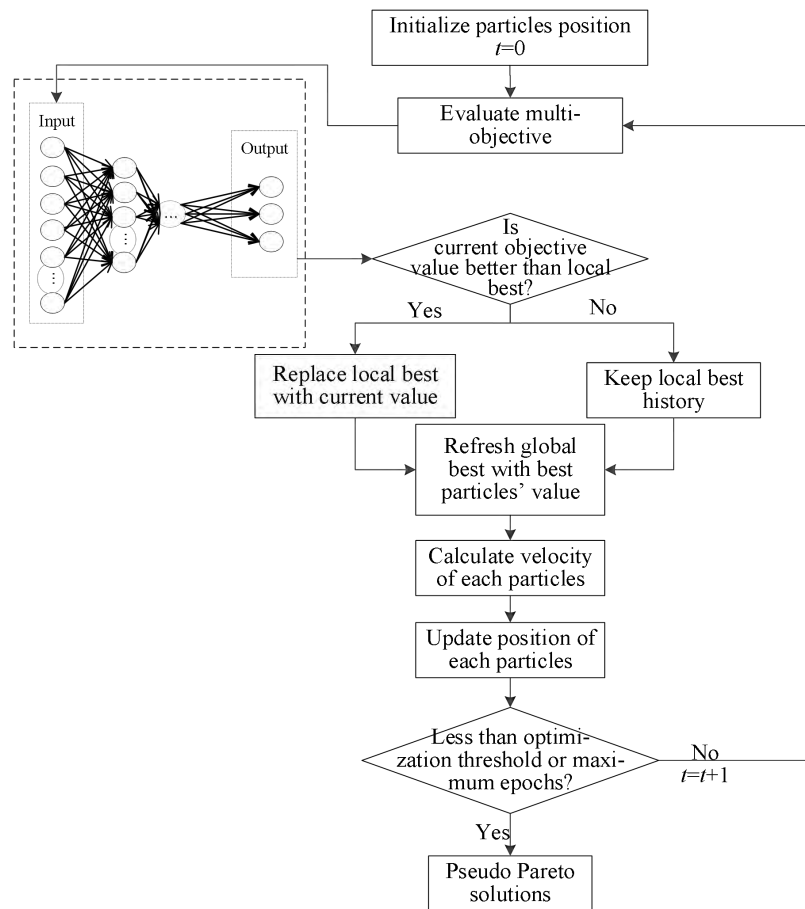 Initialize particles position
t=0
Evaluate multi-
objective
Input
Output
...
...
...
Is
current objective
value better than local
best?
Yes
No
Replace local best
with current value
Keep local best
history
Refresh global
best with best
particles’ value
Calculate velocity
of each particles
Update position of
each particles
Less than optimi-
zation threshold or maxi-
mum epochs?
No
t=t+1
Yes
Pseudo Pareto
solutions